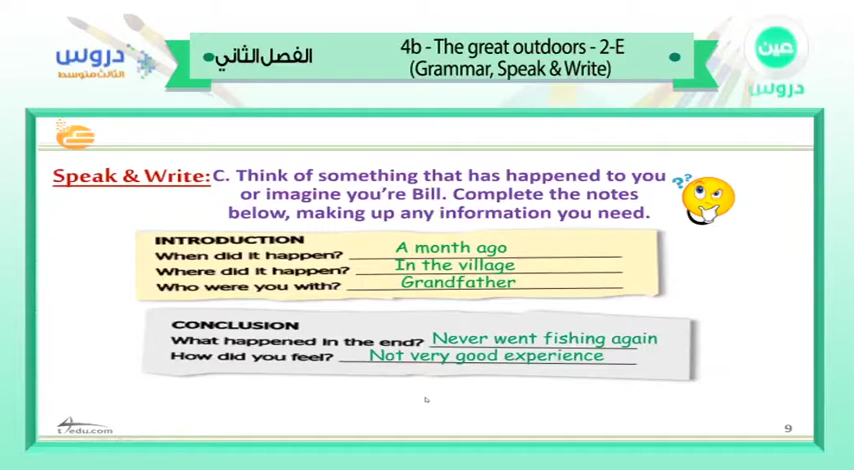 دروس
الثالث متوسط
الفصل الثاني
4b - The great outdoors - 2-E
(Grammar, Speak & Write)
عين
دروس
Speak & Write: C. Think of something that has happened to you
or imagine you're Bill. Complete the notes
below, making up any information you need.
??
INTRODUCTION
When did it happen? A month ago
Where did it happen? In the village
Who were you with? Grandfather
CONCLUSION
What happened in the end? Never went fishing again
How did you feel? Not very good experience
t4edu.com
9